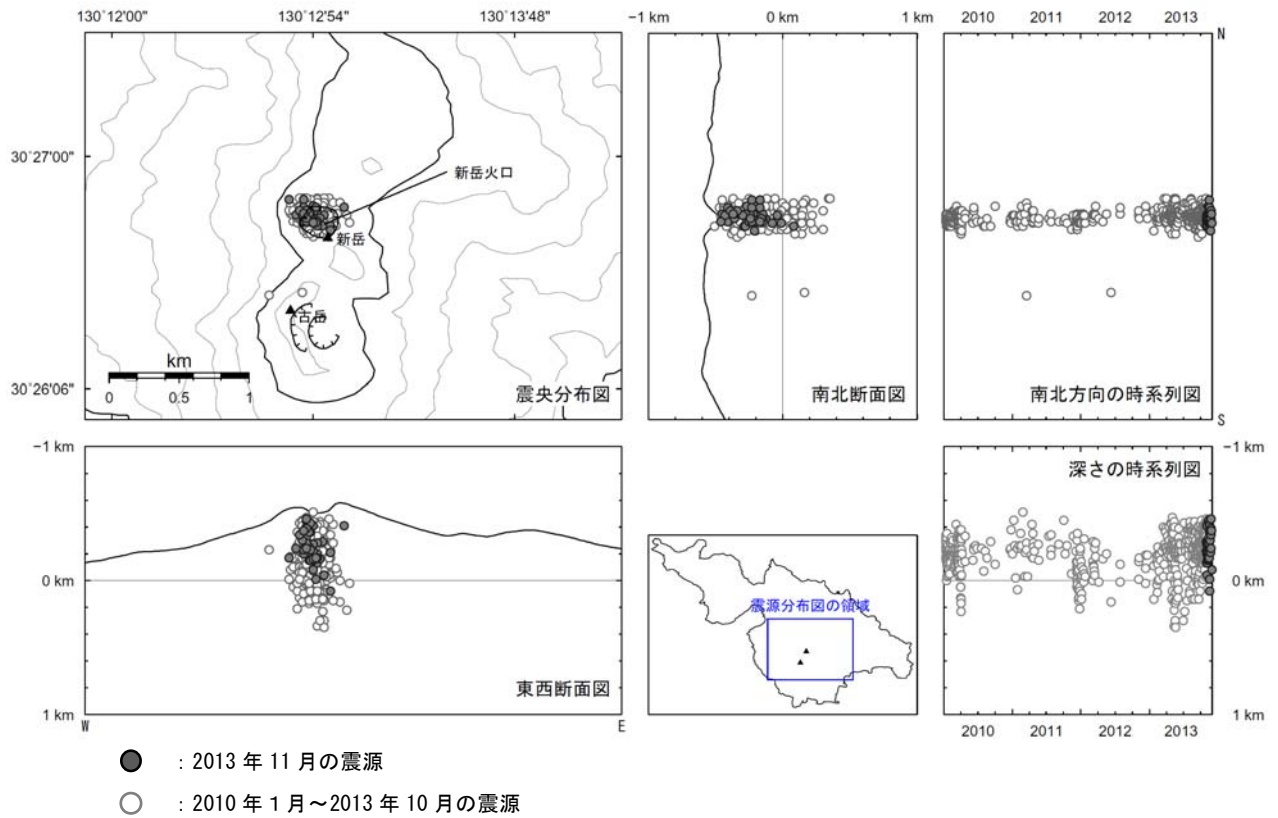 130°12'00"
130°12'54"
130°13'48"
−1 km
0 km
1 km
2010
2011
2012
2013
N
30°27'00"
新岳火口
新岳
古岳
km
0
0.5
1
30°26'06"
震央分布図
南北断面図
南北方向の時系列図
S
−1 km
0 km
1 km
W
E
東西断面図
震源分布図の領域
深さの時系列図
−1 km
0 km
1 km
2010
2011
2012
2013
：2013 年 11 月の震源
：2010 年 1 月～2013 年 10 月の震源